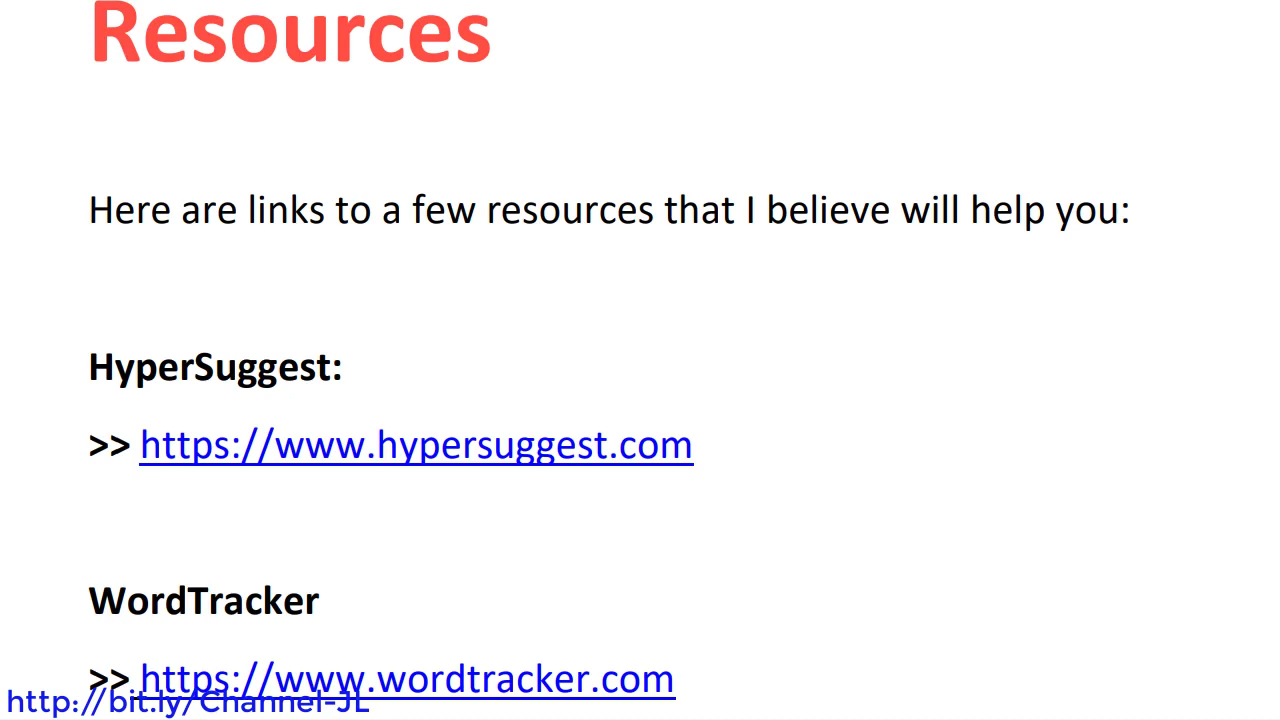 Resources
Here are links to a few resources that I believe will help you:
HyperSuggest:
>> https://www.hypersuggest.com
WordTracker
>> https://www.wordtracker.com
http://bit.ly/Channel-JL